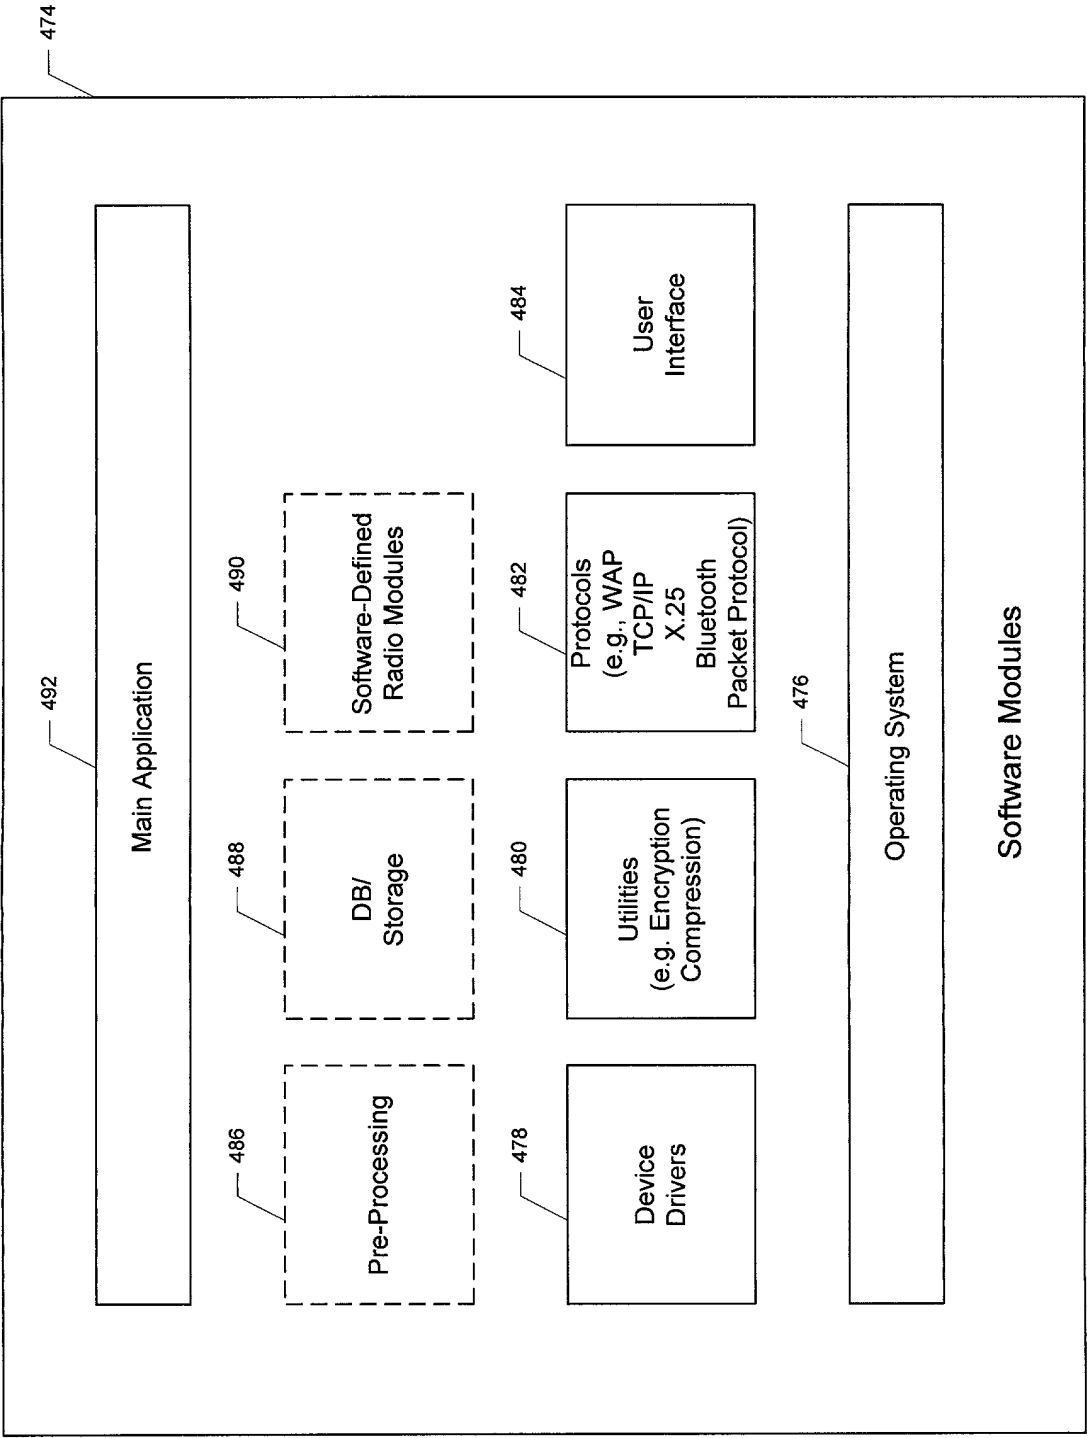 474
492
Main Application
486
488
490
Pre-Processing
DB/
Storage
Software-Defined
Radio Modules
478
480
482
484
Device
Drivers
Utilities
(e.g. Encryption
Compression)
Protocols
(e.g., WAP
TCP/IP
X.25
Bluetooth
Packet Protocol)
User
Interface
476
Operating System
Software Modules